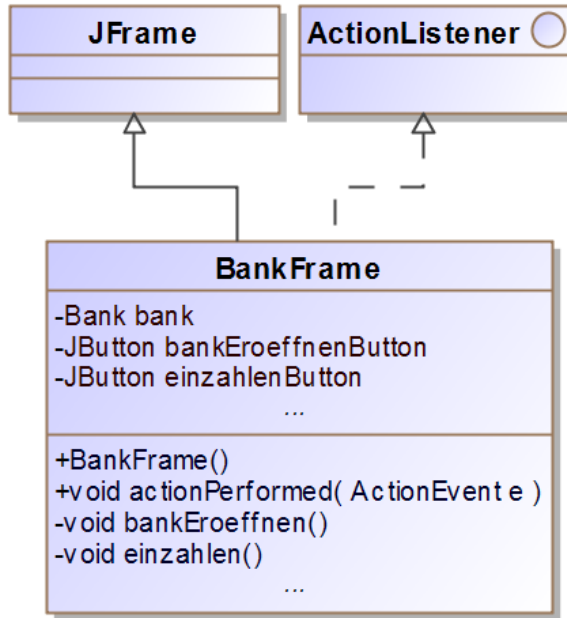 JFrame
ActionListener
BankFrame
-Bank bank
-JButton bankEroeffnenButton
-JButton einzahlenButton
...
+BankFrame()
+void actionPerformed( ActionEvent e )
-void bankEroeffnen()
-void einzahlen()
...